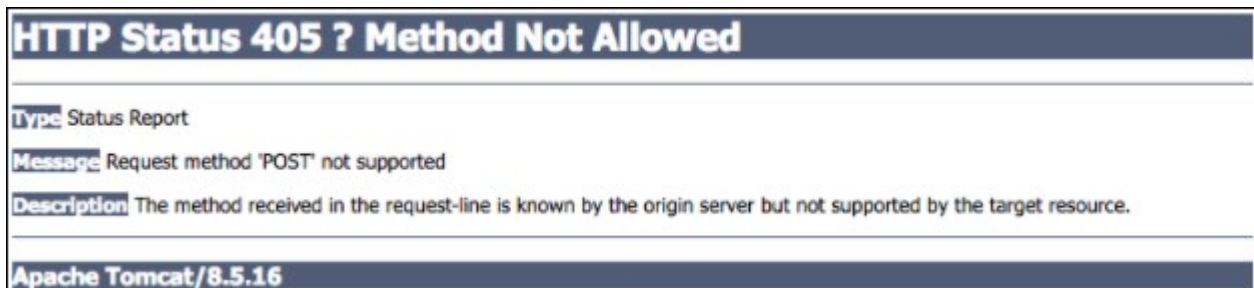 HTTP Status 405 ? Method Not Allowed
Type Status Report
Message Request method 'POST' not supported
Description The method received in the request-line is known by the origin server but not supported by the target resource.
Apache Tomcat/8.5.16